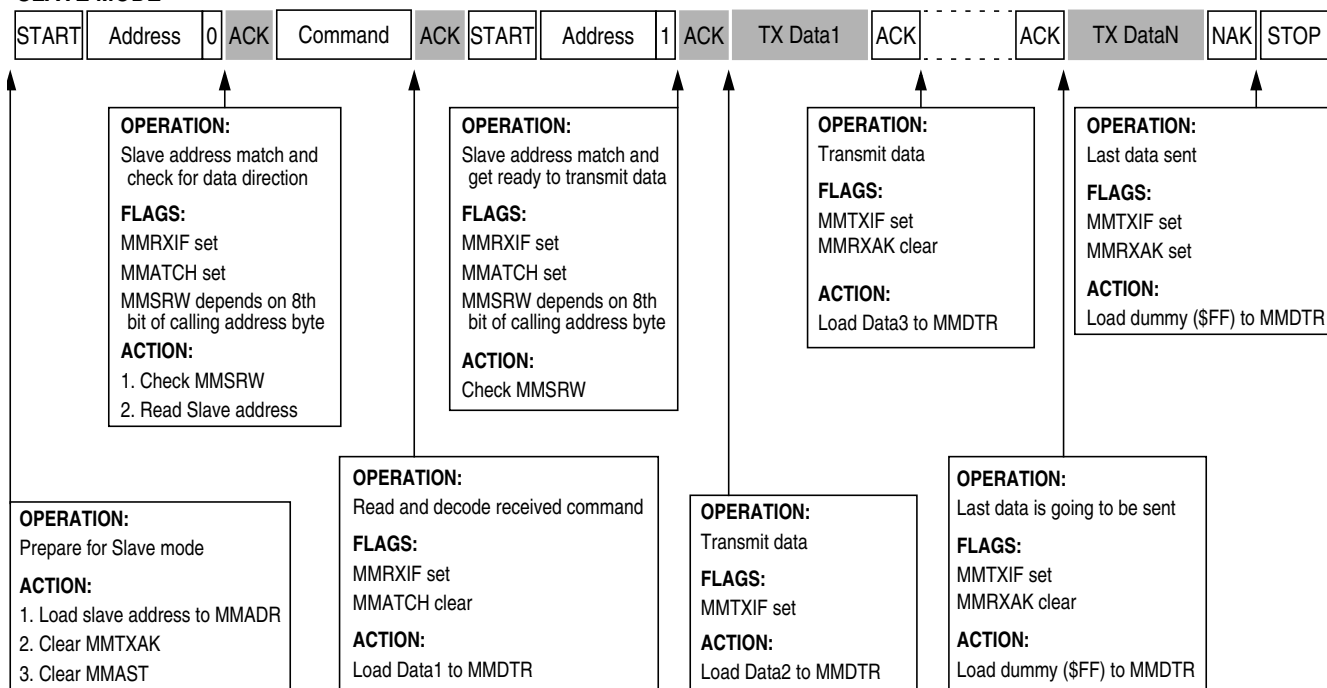 START Address 0 ACK Command ACK START Address 1 ACK TX Data1 ACK ACK TX DataN NAK STOP
OPERATION:
Slave address match and
check for data direction
FLAGS:
MMRXIF set
MMATCH set
MMSRW depends on 8th
bit of calling address byte
ACTION:
1. Check MMSRW
2. Read Slave address
OPERATION:
Slave address match and
get ready to transmit data
FLAGS:
MMRXIF set
MMATCH set
MMSRW depends on 8th
bit of calling address byte
ACTION:
Check MMSRW
OPERATION:
Transmit data
FLAGS:
MMTXIF set
MMRXAK clear
ACTION:
Load Data3 to MMDTR
OPERATION:
Last data sent
FLAGS:
MMTXIF set
MMRXAK set
ACTION:
Load dummy ($FF) to MMDTR
OPERATION:
Prepare for Slave mode
ACTION:
1. Load slave address to MMADR
2. Clear MMTXAK
3. Clear MMAST
OPERATION:
Read and decode received command
FLAGS:
MMRXIF set
MMATCH clear
ACTION:
Load Data1 to MMDTR
OPERATION:
Transmit data
FLAGS:
MMTXIF set
ACTION:
Load Data2 to MMDTR
OPERATION:
Last data is going to be sent
FLAGS:
MMTXIF set
MMRXAK clear
ACTION:
Load dummy ($FF) to MMDTR